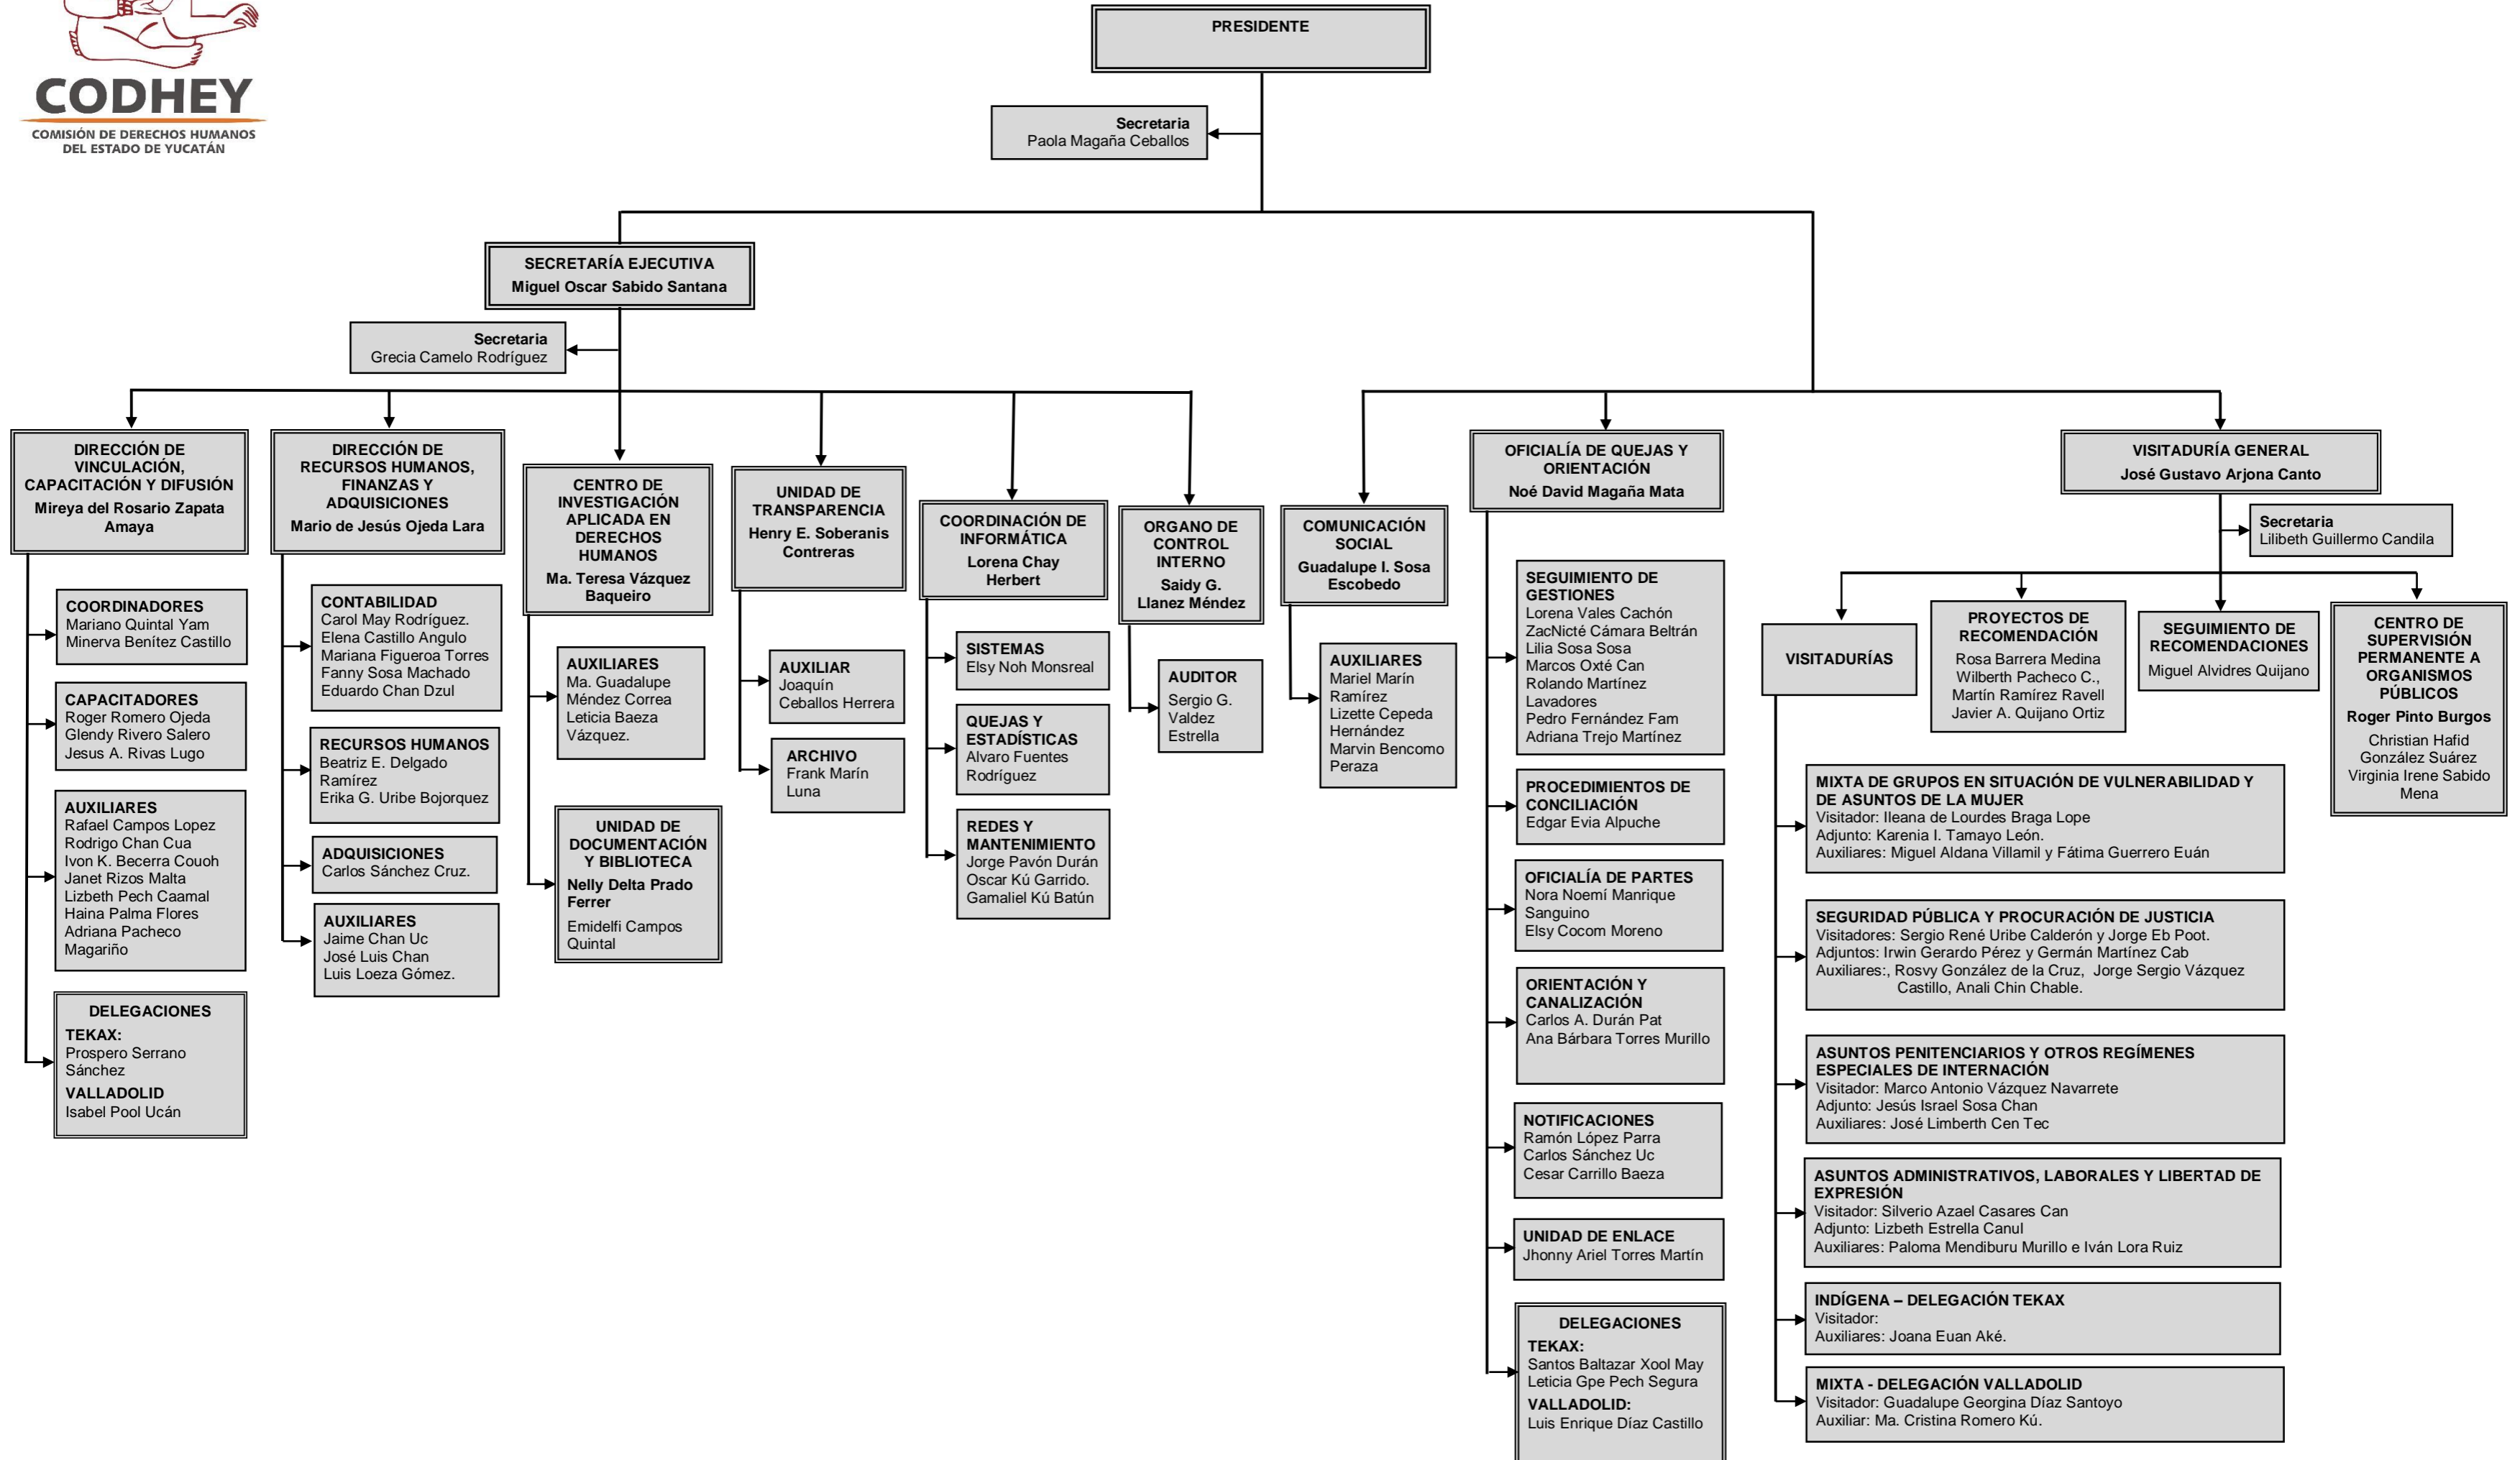 CODHEY
COMISIÓN DE DERECHOS HUMANOS
DEL ESTADO DE YUCATÁN
PRESIDENTE
Secretaria
Paola Magaña Ceballos
SECRETARÍA EJECUTIVA
Miguel Oscar Sabido Santana
Secretaria
Grecia Camelo Rodríguez
DIRECCIÓN DE
VINCULACIÓN,
CAPACITACIÓN Y DIFUSIÓN
Mireya del Rosario Zapata
Amaya
COORDINADORES
Mariano Quintal Yam
Minerva Benítez Castillo
CAPACITADORES
Roger Romero Ojeda
Glendy Rivero Salero
Jesus A. Rivas Lugo
AUXILIARES
Rafael Campos Lopez
Rodrigo Chan Cua
Ivon K. Becerra Couoh
Janet Rizos Malta
Lizbeth Pech Caamal
Haina Palma Flores
Adriana Pacheco
Magariño
DELEGACIONES
TEKAX:
Prospero Serrano
Sánchez
VALLADOLID
Isabel Pool Ucán
DIRECCIÓN DE
RECURSOS HUMANOS,
FINANZAS Y
ADQUISICIONES
Mario de Jesús Ojeda Lara
CONTABILIDAD
Carol May Rodríguez.
Elena Castillo Angulo
Mariana Figueroa Torres
Fanny Sosa Machado
Eduardo Chan Dzul
RECURSOS HUMANOS
Beatriz E. Delgado
Ramírez
Erika G. Uribe Bojorquez
ADQUISICIONES
Carlos Sánchez Cruz.
AUXILIARES
Jaime Chan Uc
José Luis Chan
Luis Loeza Gómez.
CENTRO DE
INVESTIGACIÓN
APLICADA EN
DERECHOS
HUMANOS
Ma. Teresa Vázquez
Baqueiro
AUXILIARES
Ma. Guadalupe
Méndez Correa
Leticia Baeza
Vázquez.
UNIDAD DE
DOCUMENTACIÓN
Y BIBLIOTECA
Nelly Delta Prado
Ferrer
Emidelfi Campos
Quintal
UNIDAD DE
TRANSPARENCIA
Henry E. Soberanis
Contreras
AUXILIAR
Joaquín
Ceballos Herrera
ARCHIVO
Frank Marín
Luna
COORDINACIÓN DE
INFORMÁTICA
Lorena Chay
Herbert
SISTEMAS
Elsy Noh Monsreal
QUEJAS Y
ESTADÍSTICAS
Alvaro Fuentes
Rodríguez
REDES Y
MANTENIMIENTO
Jorge Pavón Durán
Oscar Kú Garrido.
Gamaliel Kú Batún
ORGANO DE
CONTROL
INTERNO
Saidy G.
Llanez Méndez
AUDITOR
Sergio G.
Valdez
Estrella
COMUNICACIÓN
SOCIAL
Guadalupe I. Sosa
Escobedo
AUXILIARES
Mariel Marín
Ramírez
Lizette Cepeda
Hernández
Marvin Bencomo
Peraza
OFICIALÍA DE QUEJAS Y
ORIENTACIÓN
Noé David Magaña Mata
SEGUIMIENTO DE
GESTIONES
Lorena Vales Cachón
ZacNicté Cámara Beltrán
Lilia Sosa Sosa
Marcos Oxté Can
Rolando Martínez
Lavadores
Pedro Fernández Fam
Adriana Trejo Martínez
PROCEDIMIENTOS DE
CONCILIACIÓN
Edgar Evia Alpuche
OFICIALÍA DE PARTES
Nora Noemí Manrique
Sanguino
Elsy Cocom Moreno
ORIENTACIÓN Y
CANALIZACIÓN
Carlos A. Durán Pat
Ana Bárbara Torres Murillo
NOTIFICACIONES
Ramón López Parra
Carlos Sánchez Uc
Cesar Carrillo Baeza
UNIDAD DE ENLACE
Jhonny Ariel Torres Martín
DELEGACIONES
TEKAX:
Santos Baltazar Xool May
Leticia Gpe Pech Segura
VALLADOLID:
Luis Enrique Díaz Castillo
VISITADURÍA GENERAL
José Gustavo Arjona Canto
Secretaria
Lilibeth Guillermo Candila
VISITADURÍAS
PROYECTOS DE
RECOMENDACIÓN
Rosa Barrera Medina
Wilberth Pacheco C.,
Martín Ramírez Ravell
Javier A. Quijano Ortiz
SEGUIMIENTO DE
RECOMENDACIONES
Miguel Alvidres Quijano
CENTRO DE
SUPERVISIÓN
PERMANENTE A
ORGANISMOS
PÚBLICOS
Roger Pinto Burgos
Christian Hafid
González Suárez
Virginia Irene Sabido
Mena
MIXTA DE GRUPOS EN SITUACIÓN DE VULNERABILIDAD Y
DE ASUNTOS DE LA MUJER
Visitador: Ileana de Lourdes Braga Lope
Adjunto: Karenia I. Tamayo León.
Auxiliares: Miguel Aldana Villamil y Fátima Guerrero Euán
SEGURIDAD PÚBLICA Y PROCURACIÓN DE JUSTICIA
Visitadores: Sergio René Uribe Calderón y Jorge Eb Poot.
Adjuntos: Irwin Gerardo Pérez y Germán Martínez Cab
Auxiliares:, Rosvy González de la Cruz, Jorge Sergio Vázquez
Castillo, Anali Chin Chable.
ASUNTOS PENITENCIARIOS Y OTROS REGÍMENES
ESPECIALES DE INTERNACIÓN
Visitador: Marco Antonio Vázquez Navarrete
Adjunto: Jesús Israel Sosa Chan
Auxiliares: José Limberth Cen Tec
ASUNTOS ADMINISTRATIVOS, LABORALES Y LIBERTAD DE
EXPRESIÓN
Visitador: Silverio Azael Casares Can
Adjunto: Lizbeth Estrella Canul
Auxiliares: Paloma Mendiburu Murillo e Iván Lora Ruiz
INDÍGENA – DELEGACIÓN TEKAX
Visitador:
Auxiliares: Joana Euan Aké.
MIXTA - DELEGACIÓN VALLADOLID
Visitador: Guadalupe Georgina Díaz Santoyo
Auxiliar: Ma. Cristina Romero Kú.